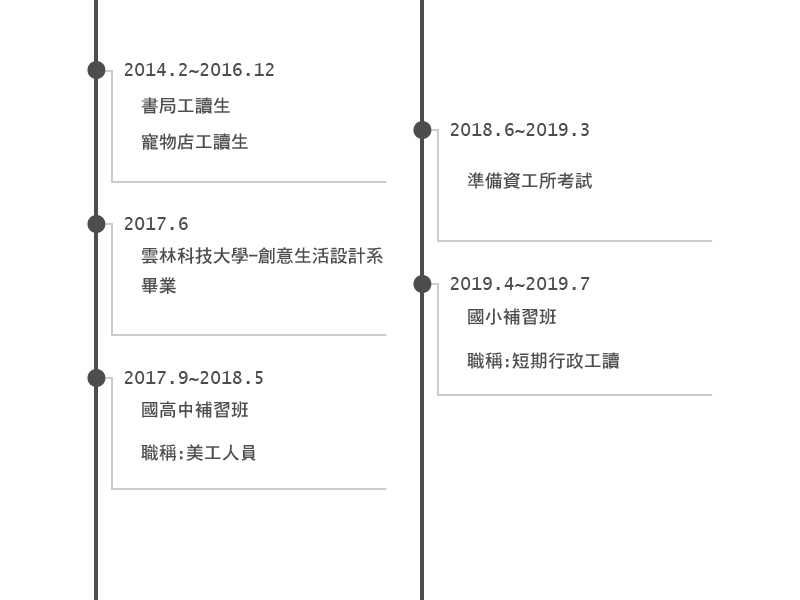 2014.2~2016.12
書局工讀生
寵物店工讀生
2017.6
雲林科技大學-創意生活設計系
畢業
2017.9~2018.5
國高中補習班
職稱:美工人員
2018.6~2019.3
準備資工所考試
2019.4~2019.7
國小補習班
職稱:短期行政工讀